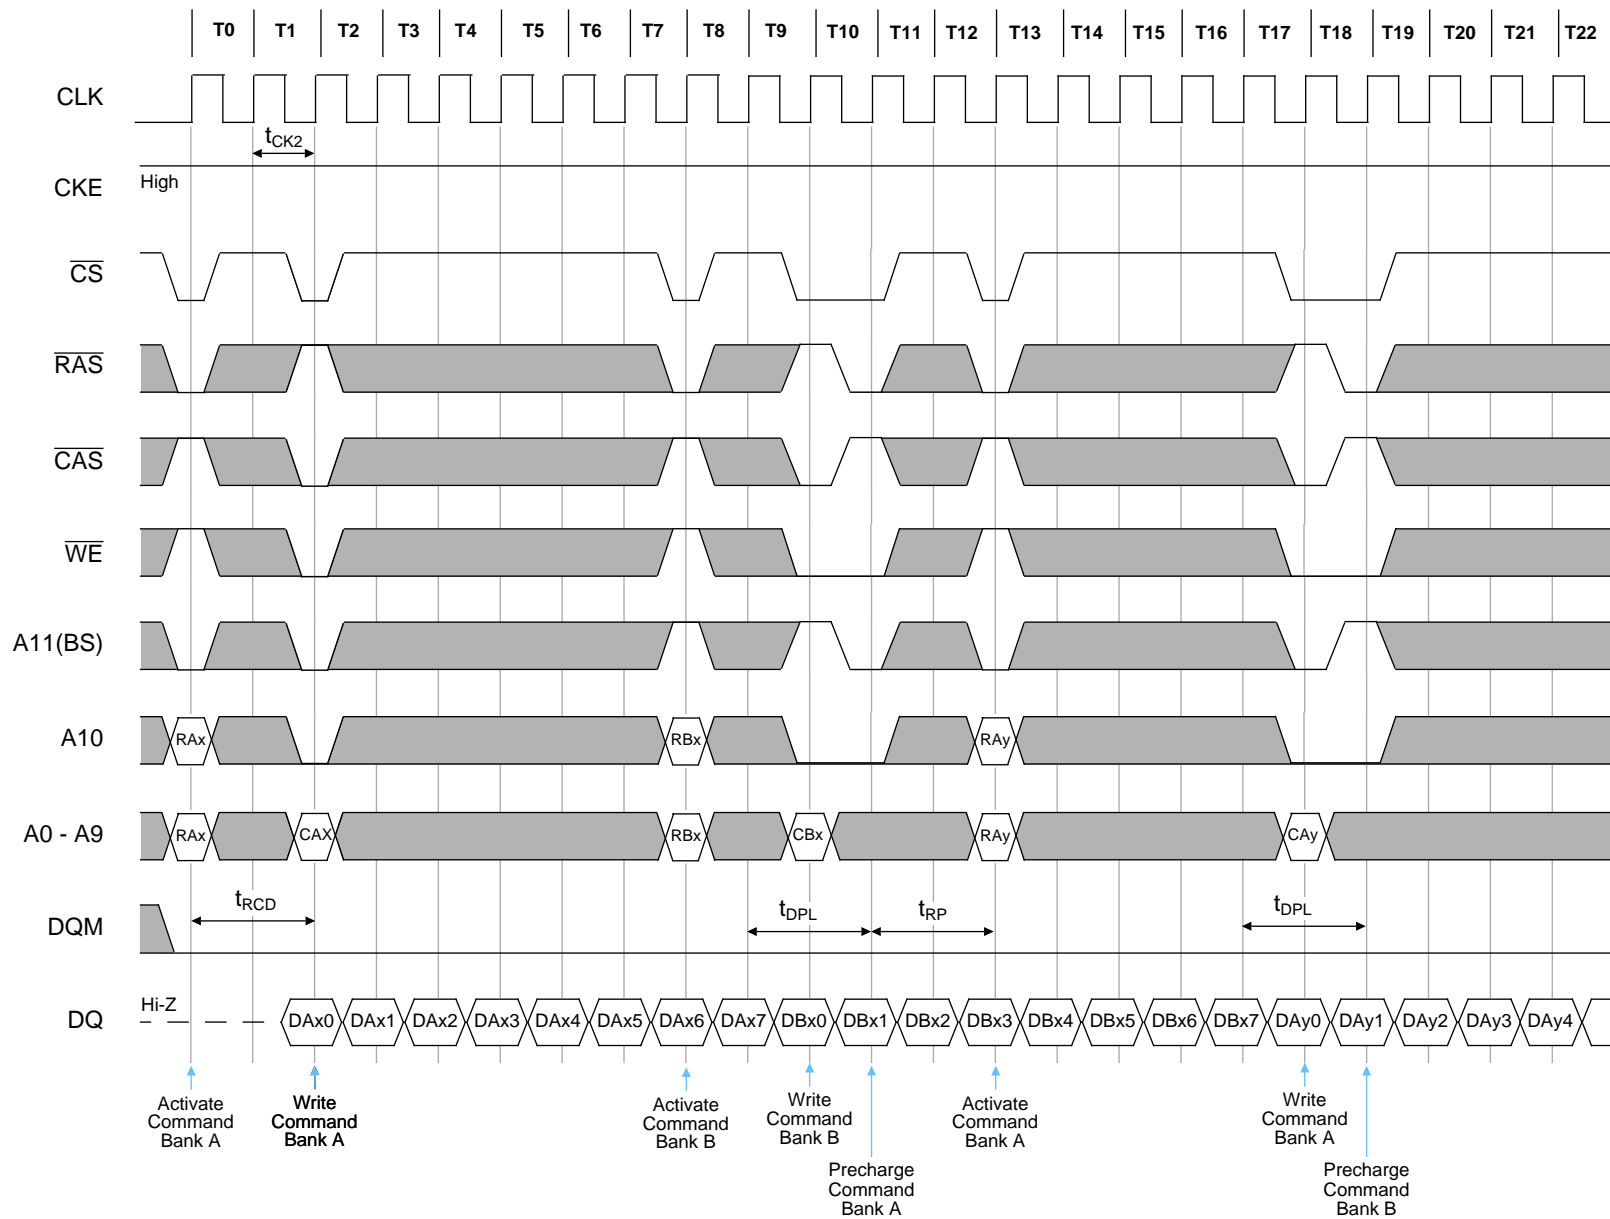 T0 T1 T2 T3 T4 T5 T6 T7 T8 T9 T10 T11 T12 T13 T14 T15 T16 T17 T18 T19 T20 T21 T22
CLK
tCK2
CKE
High
CS
RAS
CAS
WE
A11(BS)
A10
RAx RBx RAy
A0 - A9
RAx CAX RBx CBx RAy CAy
DQM
tRCD tDPL tRP tDPL
DQ
Hi-Z
DAx0 DAx1 DAx2 DAx3 DAx4 DAx5 DAx6 DAx7 DBx0 DBx1 DBx2 DBx3 DBx4 DBx5 DBx6 DBx7 DAy0 DAy1 DAy2 DAy3 DAy4
Activate
Command
Bank A
Write
Command
Bank A
Activate
Command
Bank B
Write
Command
Bank B
Precharge
Command
Bank A
Activate
Command
Bank A
Write
Command
Bank A
Precharge
Command
Bank B